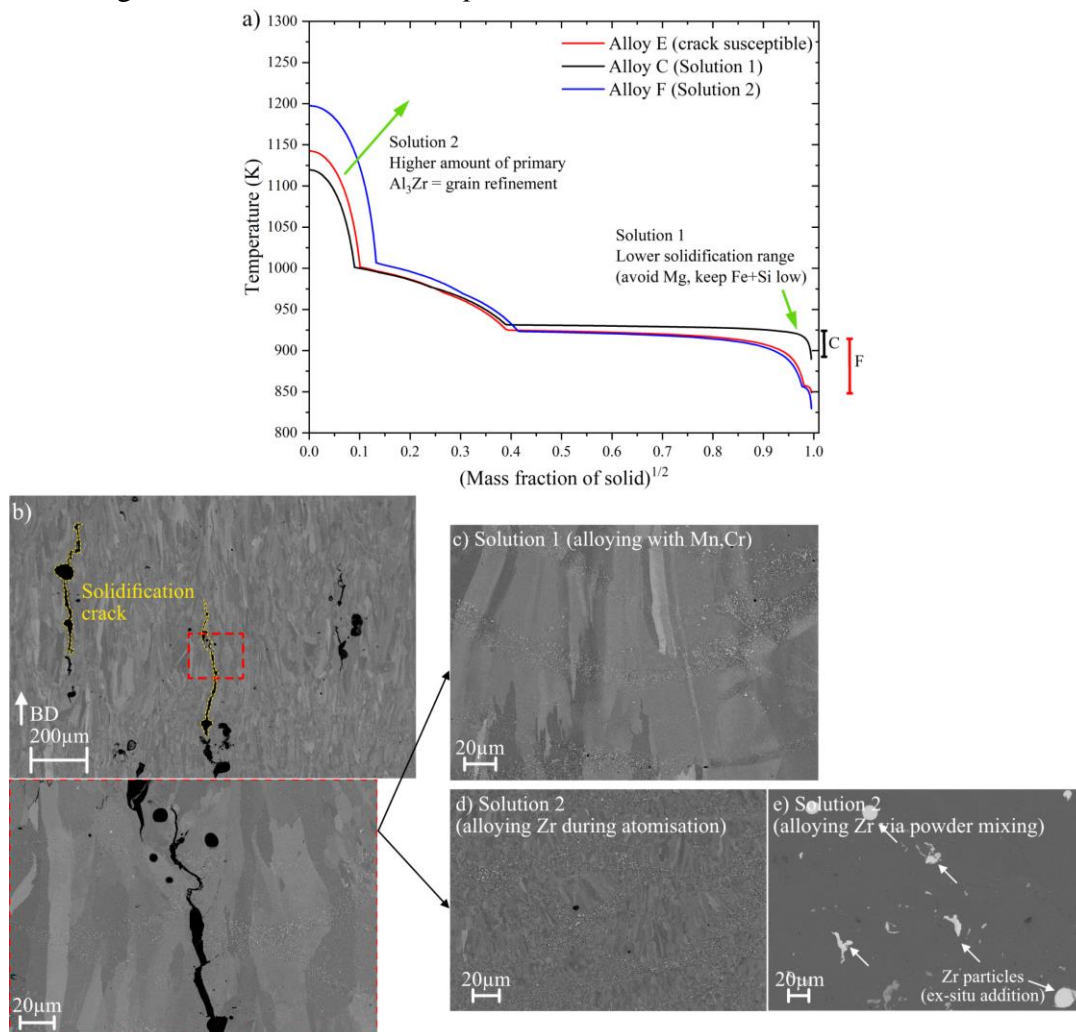 a)
1300
1250
1200
1150
1100
1050
1000
950
900
850
800
Temperature (K)
0.0 0.1 0.2 0.3 0.4 0.5 0.6 0.7 0.8 0.9 1.0
(Mass fraction of solid)1/2
Alloy E (crack susceptible)
Alloy C (Solution 1)
Alloy F (Solution 2)
Solution 2
Higher amount of primary
Al3Zr = grain refinement
Solution 1
Lower solidification range
(avoid Mg, keep Fe+Si low)
C
F
b)
Solidification
crack
BD
200µm
20µm
c) Solution 1 (alloying with Mn,Cr)
20µm
d) Solution 2
(alloying Zr during atomisation)
20µm
e) Solution 2
(alloying Zr via powder mixing)
Zr particles
(ex-situ addition)
20µm